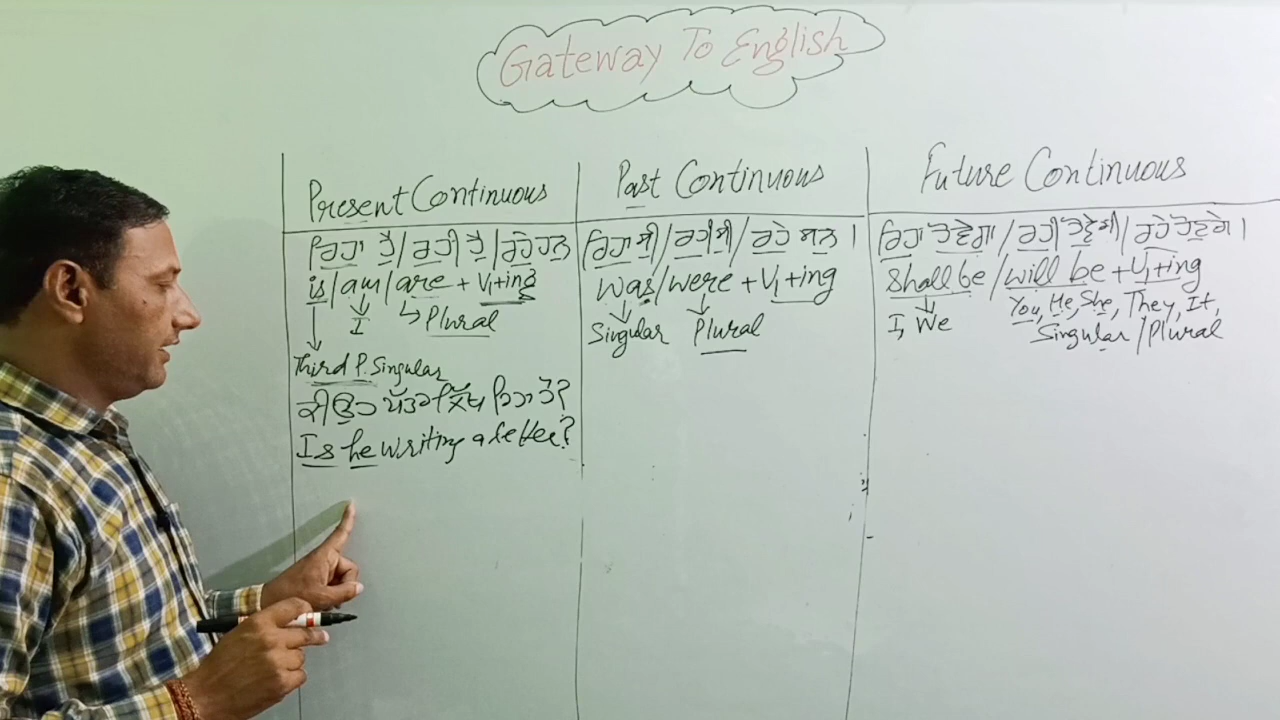 Gateway To English
Present Continuous
ਰਿਹਾ ਹੈ/ਰਹੀ ਹੈ/ਰਹੇ ਹਨ
is/am/are + V₁+ing
I
Plural
Third P. Singular
ਕੀ ਉਹ ਪੱਤਰ ਲਿਖ ਰਿਹਾ ਹੈ?
Is he writing a letter?
Past Continuous
ਰਿਹਾ ਸੀ/ਰਹੀ ਸੀ/ਰਹੇ ਸਨ।
was/were + V₁+ing
Singular Plural
Future Continuous
ਰਿਹਾ ਹੋਵੇਗਾ/ਰਹੀ ਹੋਵੇਗੀ/ਰਹੇ ਹੋਣਗੇ।
Shall be/will be + V₁+ing
I, We
You, He, She, They, It,
Singular/Plural